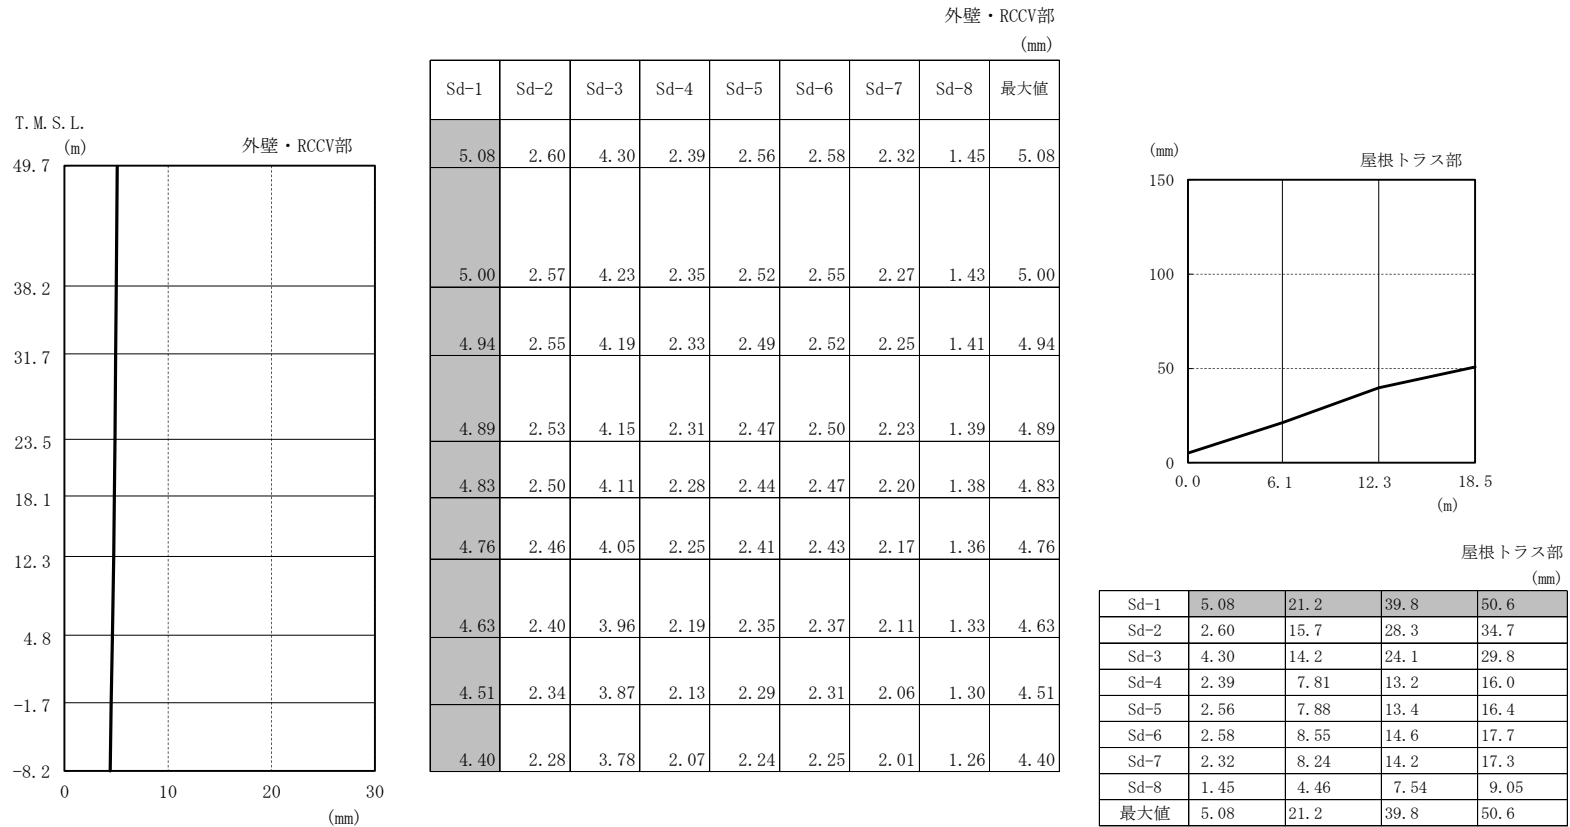 T.M.S.L.
(m)
外壁・RCCV部
49.7
38.2
31.7
23.5
18.1
12.3
4.8
-1.7
-8.2
0 10 20 30
(mm)
外壁・RCCV部
(mm)
Sd-1 Sd-2 Sd-3 Sd-4 Sd-5 Sd-6 Sd-7 Sd-8 最大値
5.08 2.60 4.30 2.39 2.56 2.58 2.32 1.45 5.08
5.00 2.57 4.23 2.35 2.52 2.55 2.27 1.43 5.00
4.94 2.55 4.19 2.33 2.49 2.52 2.25 1.41 4.94
4.89 2.53 4.15 2.31 2.47 2.50 2.23 1.39 4.89
4.83 2.50 4.11 2.28 2.44 2.47 2.20 1.38 4.83
4.76 2.46 4.05 2.25 2.41 2.43 2.17 1.36 4.76
4.63 2.40 3.96 2.19 2.35 2.37 2.11 1.33 4.63
4.51 2.34 3.87 2.13 2.29 2.31 2.06 1.30 4.51
4.40 2.28 3.78 2.07 2.24 2.25 2.01 1.26 4.40
(mm)
屋根トラス部
150
100
50
0
0.0 6.1 12.3 18.5
(m)
屋根トラス部
(mm)
Sd-1 5.08 21.2 39.8 50.6
Sd-2 2.60 15.7 28.3 34.7
Sd-3 4.30 14.2 24.1 29.8
Sd-4 2.39 7.81 13.2 16.0
Sd-5 2.56 7.88 13.4 16.4
Sd-6 2.58 8.55 14.6 17.7
Sd-7 2.32 8.24 14.2 17.3
Sd-8 1.45 4.46 7.54 9.05
最大値 5.08 21.2 39.8 50.6